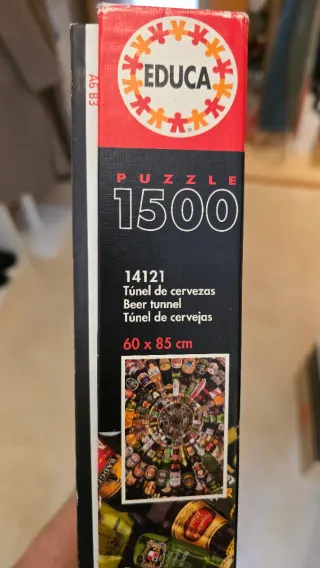 EDUCA
PUZZLE
1500
14121
Túnel de cervezas
Beer tunnel
Túnel de cervejas
60 x 85 cm
A6 B3